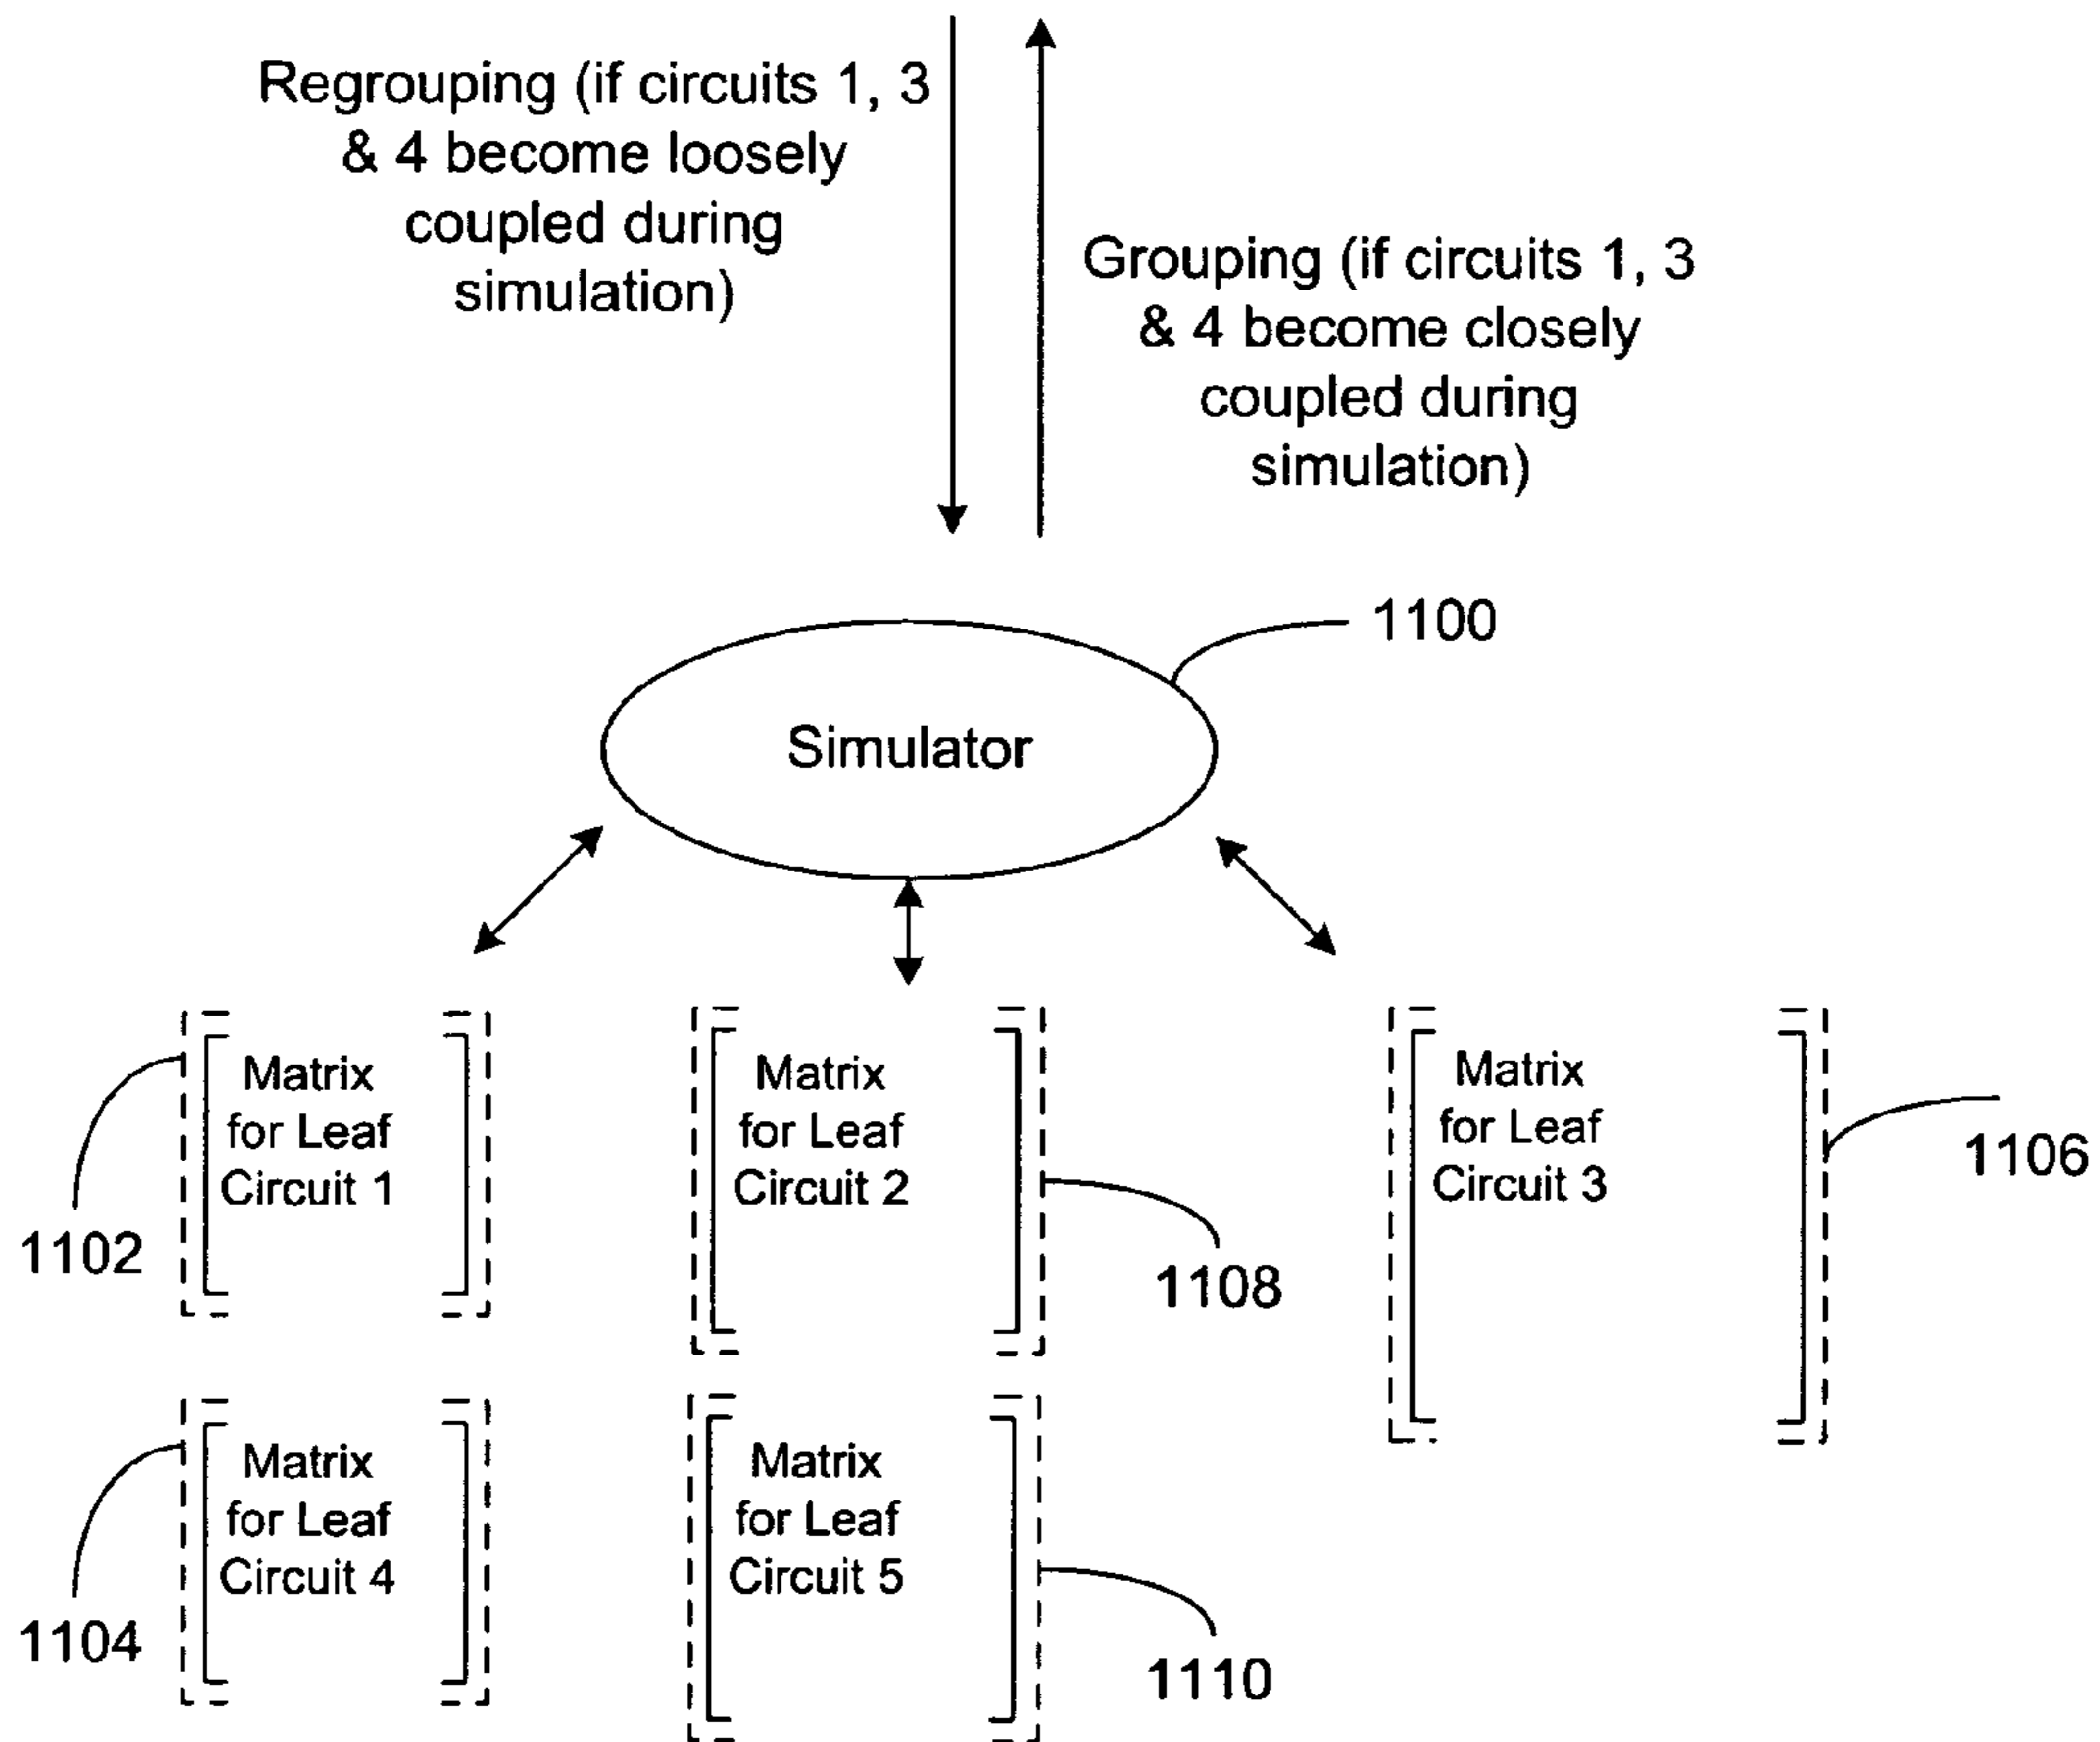 Regrouping (if circuits 1, 3
& 4 become loosely
coupled during
simulation)
Grouping (if circuits 1, 3
& 4 become closely
coupled during
simulation)
1100
Simulator
Matrix
for Leaf
Circuit 1
1102
Matrix
for Leaf
Circuit 2
1108
Matrix
for Leaf
Circuit 3
1106
Matrix
for Leaf
Circuit 4
1104
Matrix
for Leaf
Circuit 5
1110